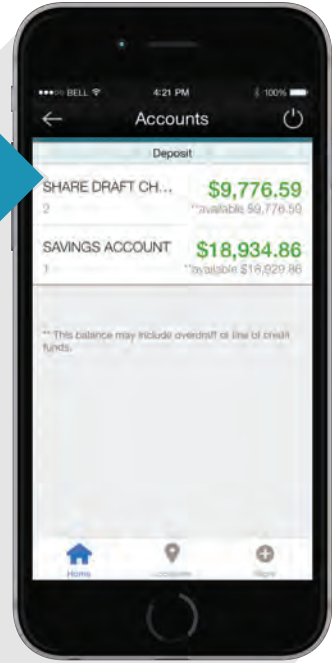 BELL 4:21 PM 100%
Accounts
Deposit
SHARE DRAFT CH... $9,776.59
2 **available $9,776.59
SAVINGS ACCOUNT $18,934.86
1 **available $18,929.86
** This balance may include overdraft or line of credit
funds.
Home Locations More